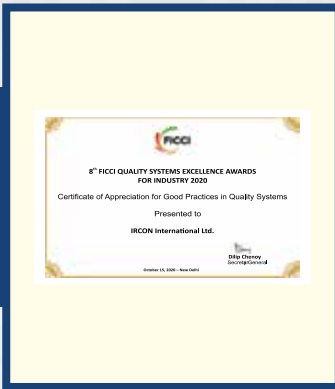 FICCI
8th FICCI QUALITY SYSTEMS EXCELLENCE AWARDS
FOR INDUSTRY 2020
Certificate of Appreciation for Good Practices in Quality Systems
Presented to
IRCON International Ltd.
Dilip Chenoy
Secretary General
October 15, 2020 – New Delhi